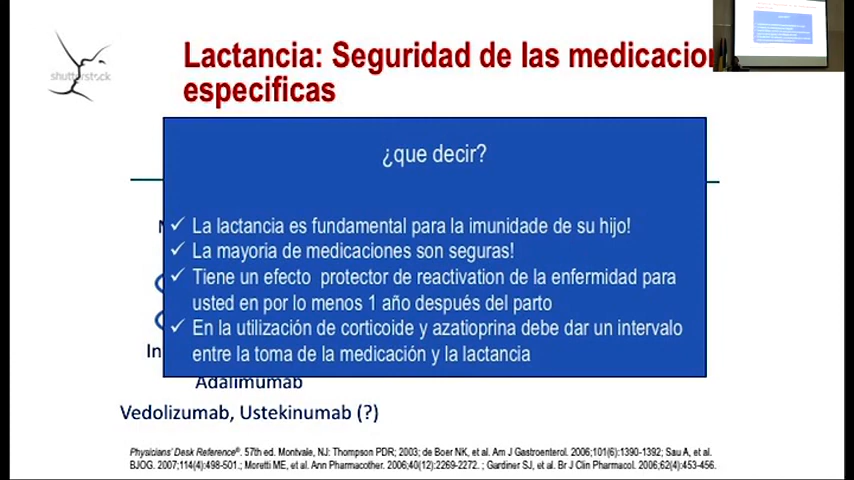 shutterstock
Lactancia: Seguridad de las medicacion
especificas
¿que decir?
✓ La lactancia es fundamental para la imunidade de su hijo!
✓ La mayoria de medicaciones son seguras!
✓ Tiene un efecto protector de reactivation de la enfermidad para
usted en por lo menos 1 año después del parto
✓ En la utilización de corticoide y azatioprina debe dar un intervalo
entre la toma de la medicación y la lactancia
In
Adalimumab
Vedolizumab, Ustekinumab (?)
Physicians' Desk Reference®. 57th ed. Montvale, NJ: Thompson PDR; 2003; de Boer NK, et al. Am J Gastroenterol. 2006;101(6):1390-1392; Sau A, et al.
BJOG. 2007;114(4):498-501.; Moretti ME, et al. Ann Pharmacother. 2006;40(12):2269-2272. ; Gardiner SJ, et al. Br J Clin Pharmacol. 2006;62(4):453-456.